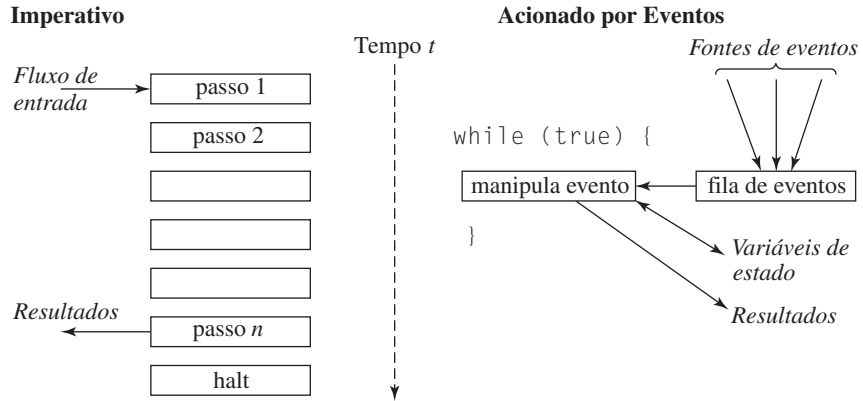 Imperativo
Fluxo de
entrada
passo 1
passo 2
Resultados
passo n
halt
Tempo t
Acionado por Eventos
Fontes de eventos
while (true) {
manipula evento
fila de eventos
}
Variáveis de
estado
Resultados